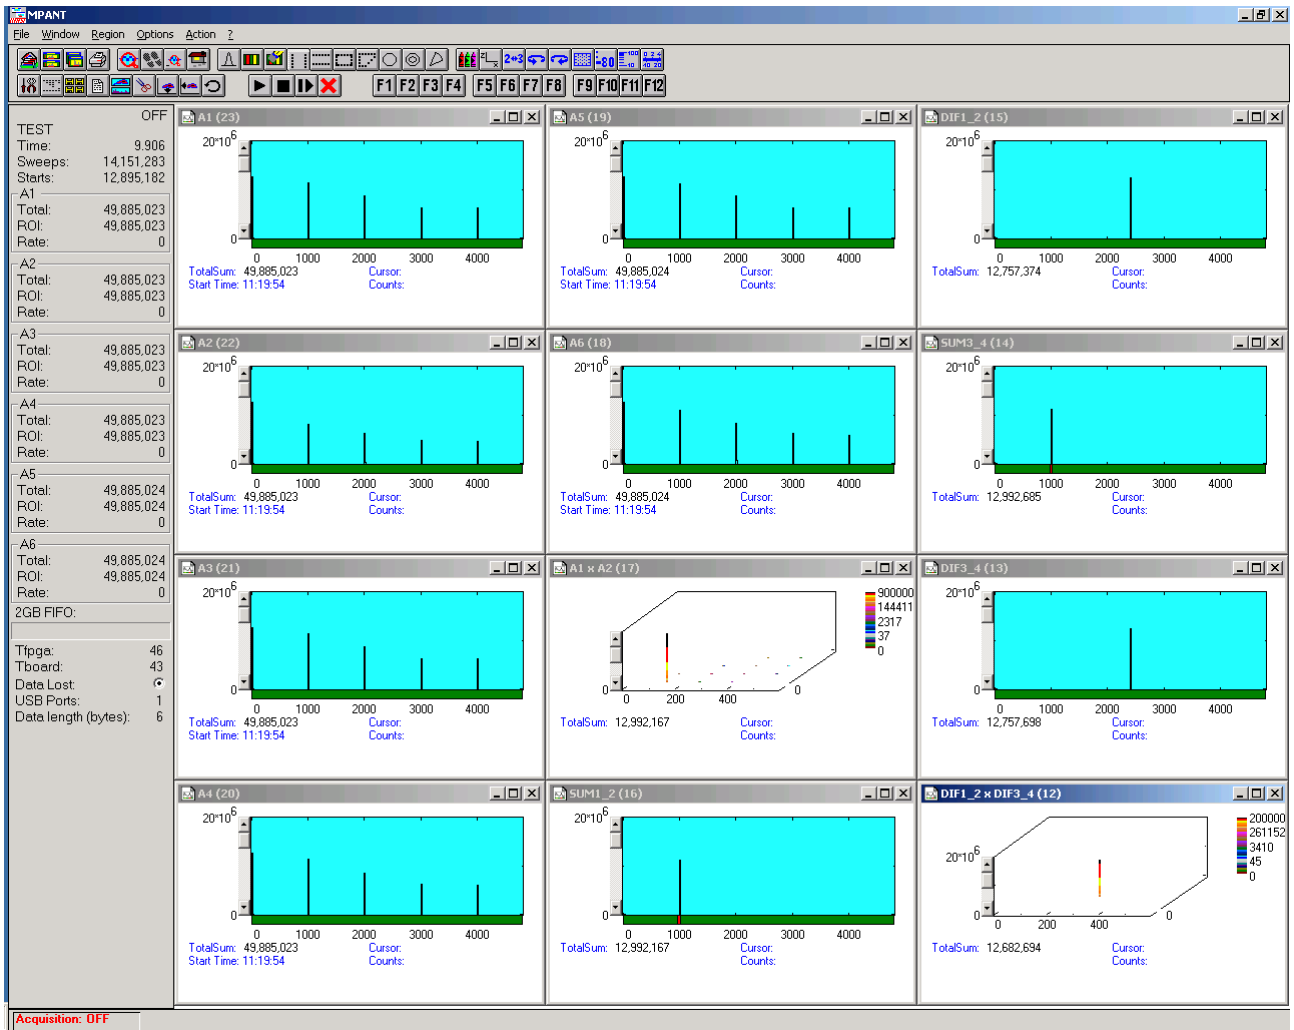 MPANT
File Window Region Options Action ?
F1 F2 F3 F4 F5 F6 F7 F8 F9 F10 F11 F12
OFF
TEST
Time: 9.906
Sweeps: 14,151,283
Starts: 12,895,182
A1
Total: 49,885,023
ROI: 49,885,023
Rate: 0
A2
Total: 49,885,023
ROI: 49,885,023
Rate: 0
A3
Total: 49,885,023
ROI: 49,885,023
Rate: 0
A4
Total: 49,885,023
ROI: 49,885,023
Rate: 0
A5
Total: 49,885,024
ROI: 49,885,024
Rate: 0
A6
Total: 49,885,024
ROI: 49,885,024
Rate: 0
2GB FIFO:
Tfpga: 46
Tboard: 43
Data Lost:
USB Ports: 1
Data length (bytes): 6
A1 (23)
20*10^6
0
0 1000 2000 3000 4000
TotalSum: 49,885,023 Cursor:
Start Time: 11:19:54 Counts:
A5 (19)
20*10^6
0
0 1000 2000 3000 4000
TotalSum: 49,885,024 Cursor:
Start Time: 11:19:54 Counts:
DIF1_2 (15)
20*10^6
0
0 1000 2000 3000 4000
TotalSum: 12,757,374 Cursor:
Counts:
A2 (22)
20*10^6
0
0 1000 2000 3000 4000
TotalSum: 49,885,023 Cursor:
Start Time: 11:19:54 Counts:
A6 (18)
20*10^6
0
0 1000 2000 3000 4000
TotalSum: 49,885,024 Cursor:
Start Time: 11:19:54 Counts:
SUM3_4 (14)
20*10^6
0
0 1000 2000 3000 4000
TotalSum: 12,992,685 Cursor:
Counts:
A3 (21)
20*10^6
0
0 1000 2000 3000 4000
TotalSum: 49,885,023 Cursor:
Start Time: 11:19:54 Counts:
A1 x A2 (17)
900000
144411
2317
37
0
0
0 200 400 0
TotalSum: 12,992,167 Cursor:
Counts:
DIF3_4 (13)
20*10^6
0
0 1000 2000 3000 4000
TotalSum: 12,757,698 Cursor:
Counts:
A4 (20)
20*10^6
0
0 1000 2000 3000 4000
TotalSum: 49,885,023 Cursor:
Start Time: 11:19:54 Counts:
SUM1_2 (16)
20*10^6
0
0 1000 2000 3000 4000
TotalSum: 12,992,167 Cursor:
Counts:
DIF1_2 x DIF3_4 (12)
200000
261152
3410
45
0
20*10^6
0
0 200 400 0
TotalSum: 12,682,694 Cursor:
Counts:
Acquisition: OFF